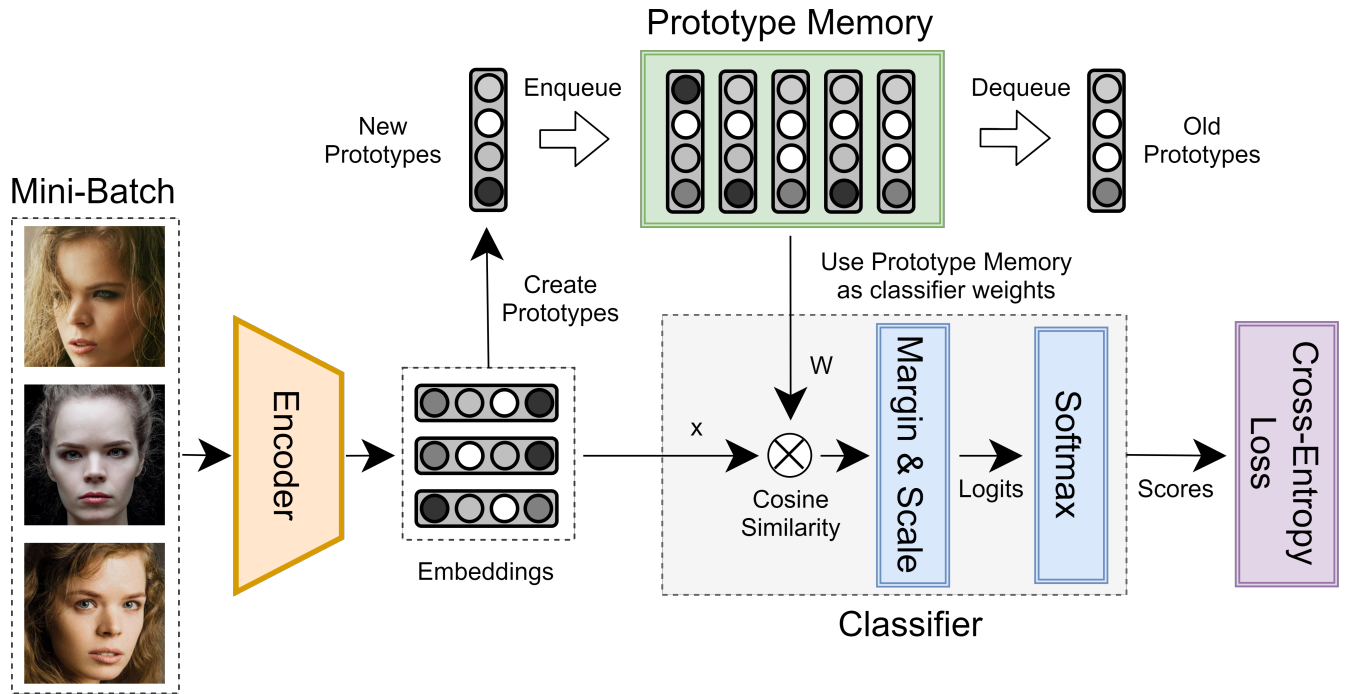 Prototype Memory
Enqueue
Dequeue
New
Prototypes
Old
Prototypes
Mini-Batch
Create
Prototypes
Use Prototype Memory
as classifier weights
Encoder
W
x
Cosine
Similarity
Margin & Scale
Logits
Softmax
Scores
Cross-Entropy
Loss
Embeddings
Classifier